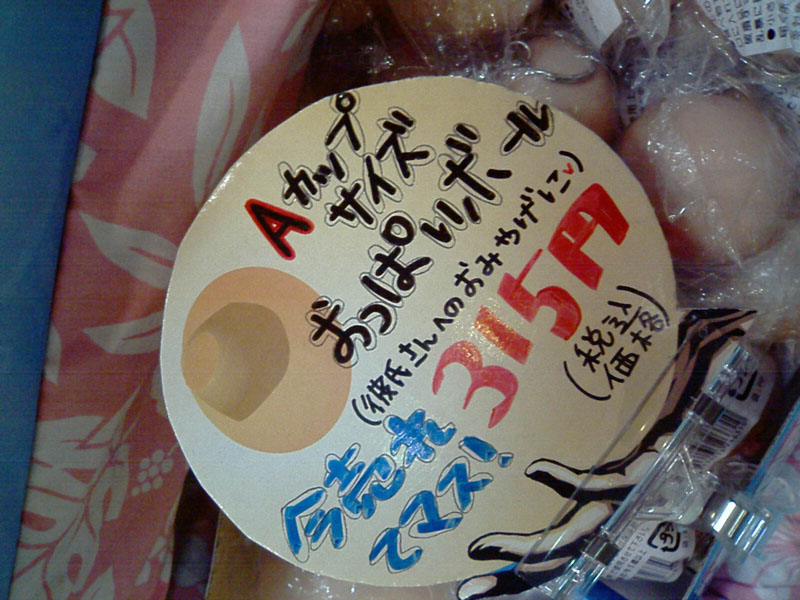 Aカップ
サイズ
おっぱいボール
(彼氏さんへのおみやげに♥)
315円
(税込
価格)
今売れ
てマス!